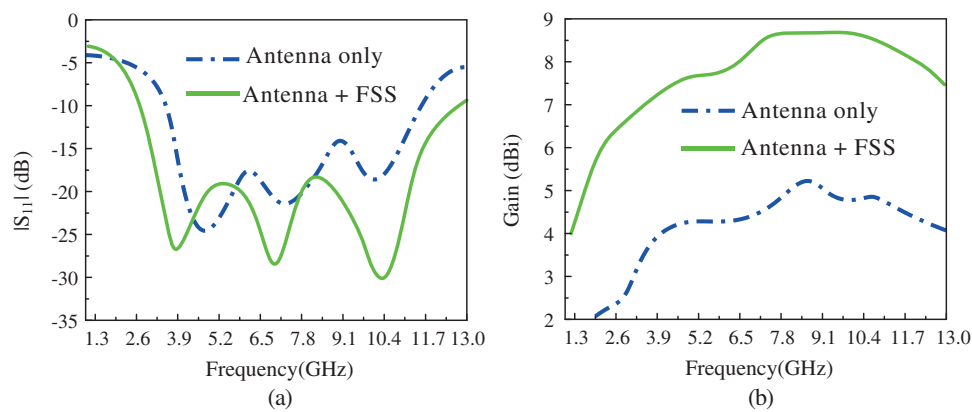 0
-5
-10
-15
-20
-25
-30
-35
|S11| (dB)
Antenna only
Antenna + FSS
1.3 2.6 3.9 5.2 6.5 7.8 9.1 10.4 11.7 13.0
Frequency(GHz)
(a)
9
8
7
6
5
4
3
2
Gain (dBi)
Antenna only
Antenna + FSS
1.3 2.6 3.9 5.2 6.5 7.8 9.1 10.4 11.7 13.0
Frequency(GHz)
(b)